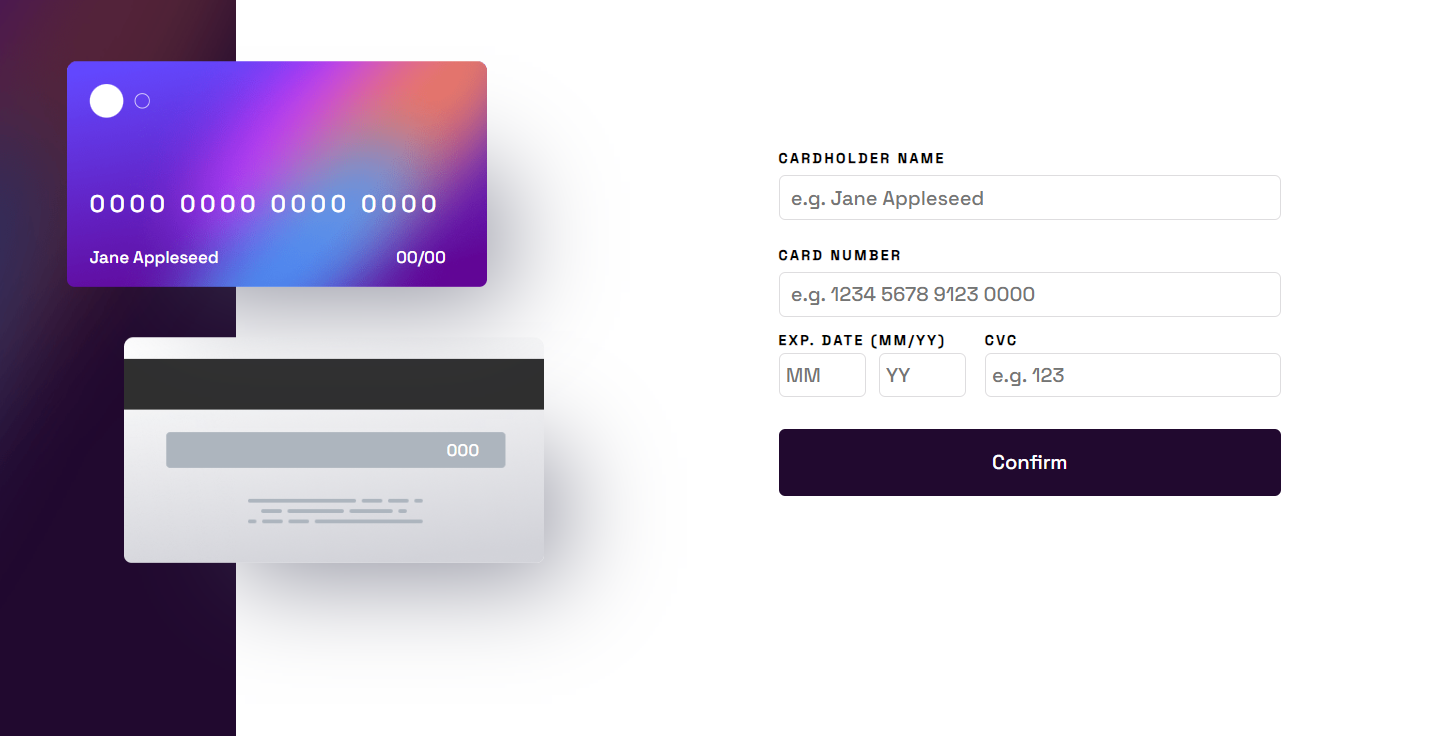 0000 0000 0000 0000
Jane Appleseed 00/00
000
CARDHOLDER NAME
e.g. Jane Appleseed
CARD NUMBER
e.g. 1234 5678 9123 0000
EXP. DATE (MM/YY) CVC
MM YY e.g. 123
Confirm